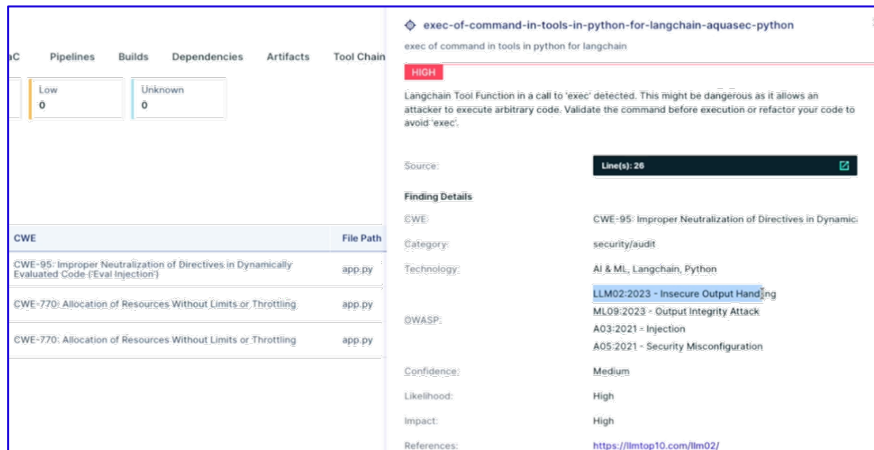 aC Pipelines Builds Dependencies Artifacts Tool Chain
Low
0
Unknown
0
CWE File Path
CWE-95: Improper Neutralization of Directives in Dynamically
Evaluated Code ('Eval Injection')
app.py
CWE-770: Allocation of Resources Without Limits or Throttling app.py
CWE-770: Allocation of Resources Without Limits or Throttling app.py
exec-of-command-in-tools-in-python-for-langchain-aquasec-python
exec of command in tools in python for langchain
HIGH
Langchain Tool Function in a call to 'exec' detected. This might be dangerous as it allows an
attacker to execute arbitrary code. Validate the command before execution or refactor your code to
avoid 'exec'.
Source: Line(s): 26
Finding Details
CWE: CWE-95: Improper Neutralization of Directives in Dynamic
Category: security/audit
Technology: AI & ML, Langchain, Python
OWASP:
LLM02:2023 - Insecure Output Handling
ML09:2023 - Output Integrity Attack
A03:2021 - Injection
A05:2021 - Security Misconfiguration
Confidence: Medium
Likelihood: High
Impact: High
References: https://llmtop10.com/llm02/